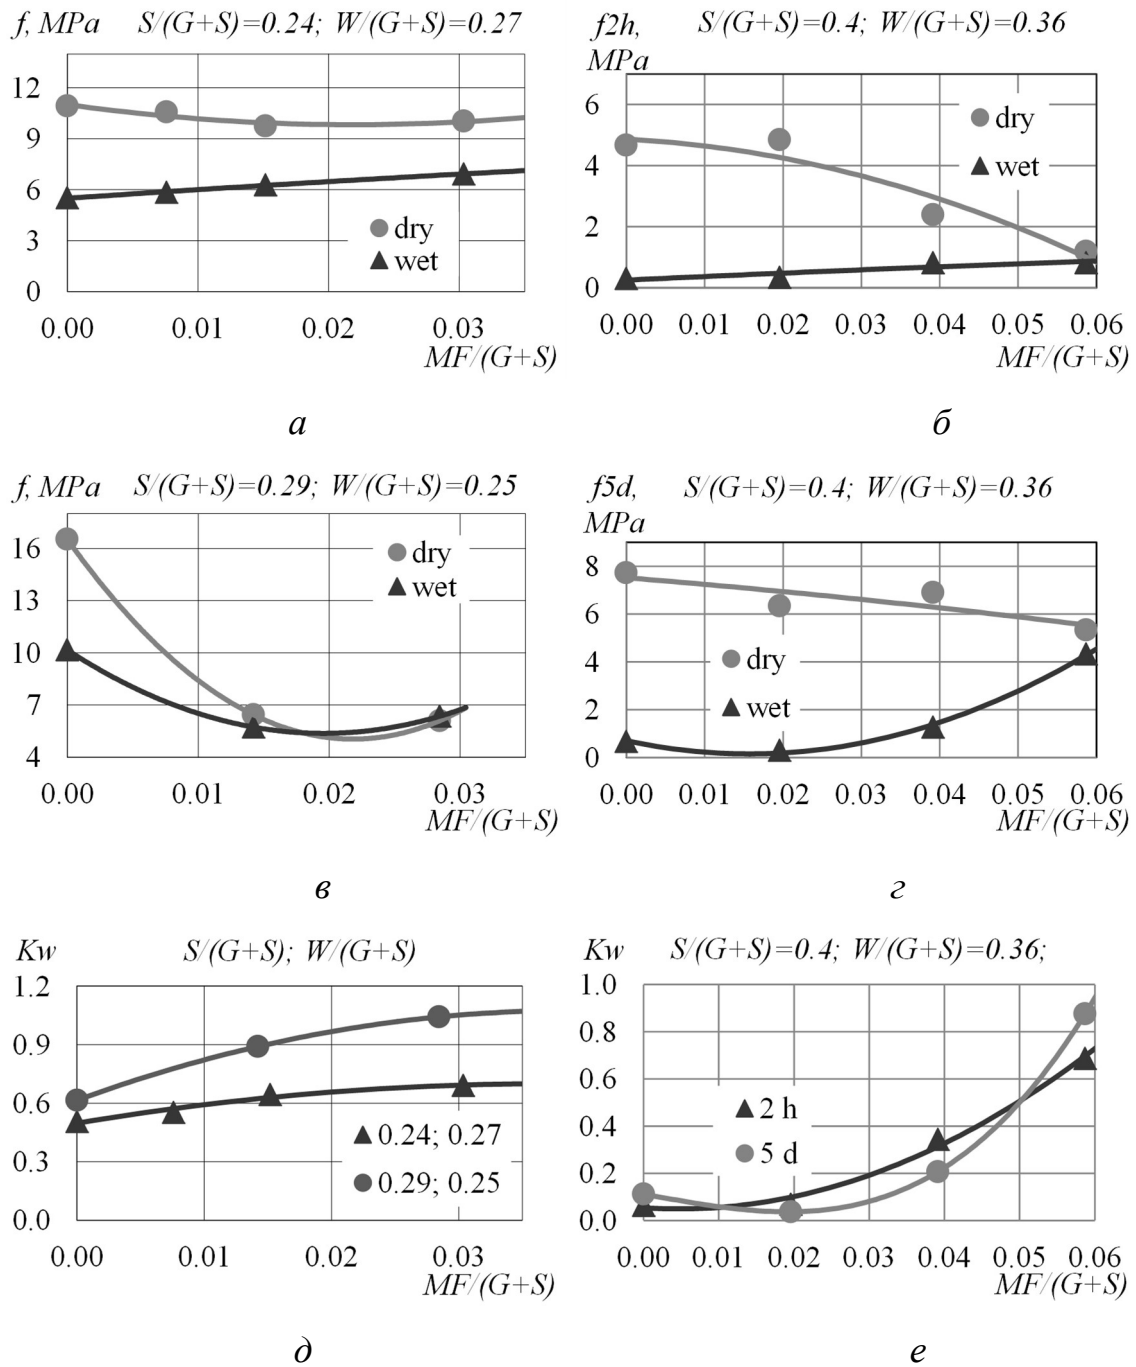 f, MPa S/(G+S)=0.24; W/(G+S)=0.27
12
9
6
3
0
dry
wet
0.00 0.01 0.02 0.03
MF/(G+S)
а
f2h, S/(G+S)=0.4; W/(G+S)=0.36
MPa
6
4
2
0
dry
wet
0.00 0.01 0.02 0.03 0.04 0.05 0.06
MF/(G+S)
б
f, MPa S/(G+S)=0.29; W/(G+S)=0.25
16
13
10
7
4
dry
wet
0.00 0.01 0.02 0.03
MF/(G+S)
в
f5d, S/(G+S)=0.4; W/(G+S)=0.36
MPa
8
6
4
2
0
dry
wet
0.00 0.01 0.02 0.03 0.04 0.05 0.06
MF/(G+S)
г
Kw S/(G+S); W/(G+S)
1.2
0.9
0.6
0.3
0.0
0.24; 0.27
0.29; 0.25
0.00 0.01 0.02 0.03
MF/(G+S)
д
Kw S/(G+S)=0.4; W/(G+S)=0.36;
1.0
0.8
0.6
0.4
0.2
0.0
2 h
5 d
0.00 0.01 0.02 0.03 0.04 0.05 0.06
MF/(G+S)
е